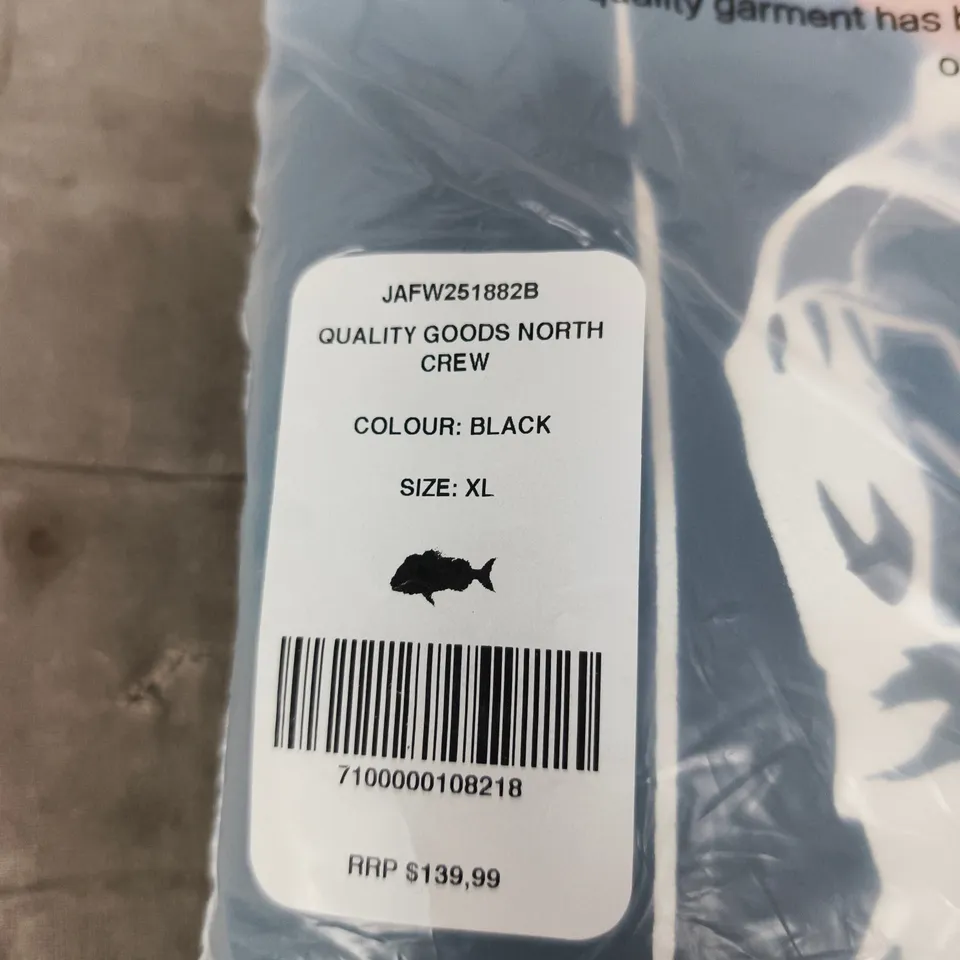 quality garment has
JAFW251882B
QUALITY GOODS NORTH
CREW
COLOUR: BLACK
SIZE: XL
7100000108218
RRP $139,99